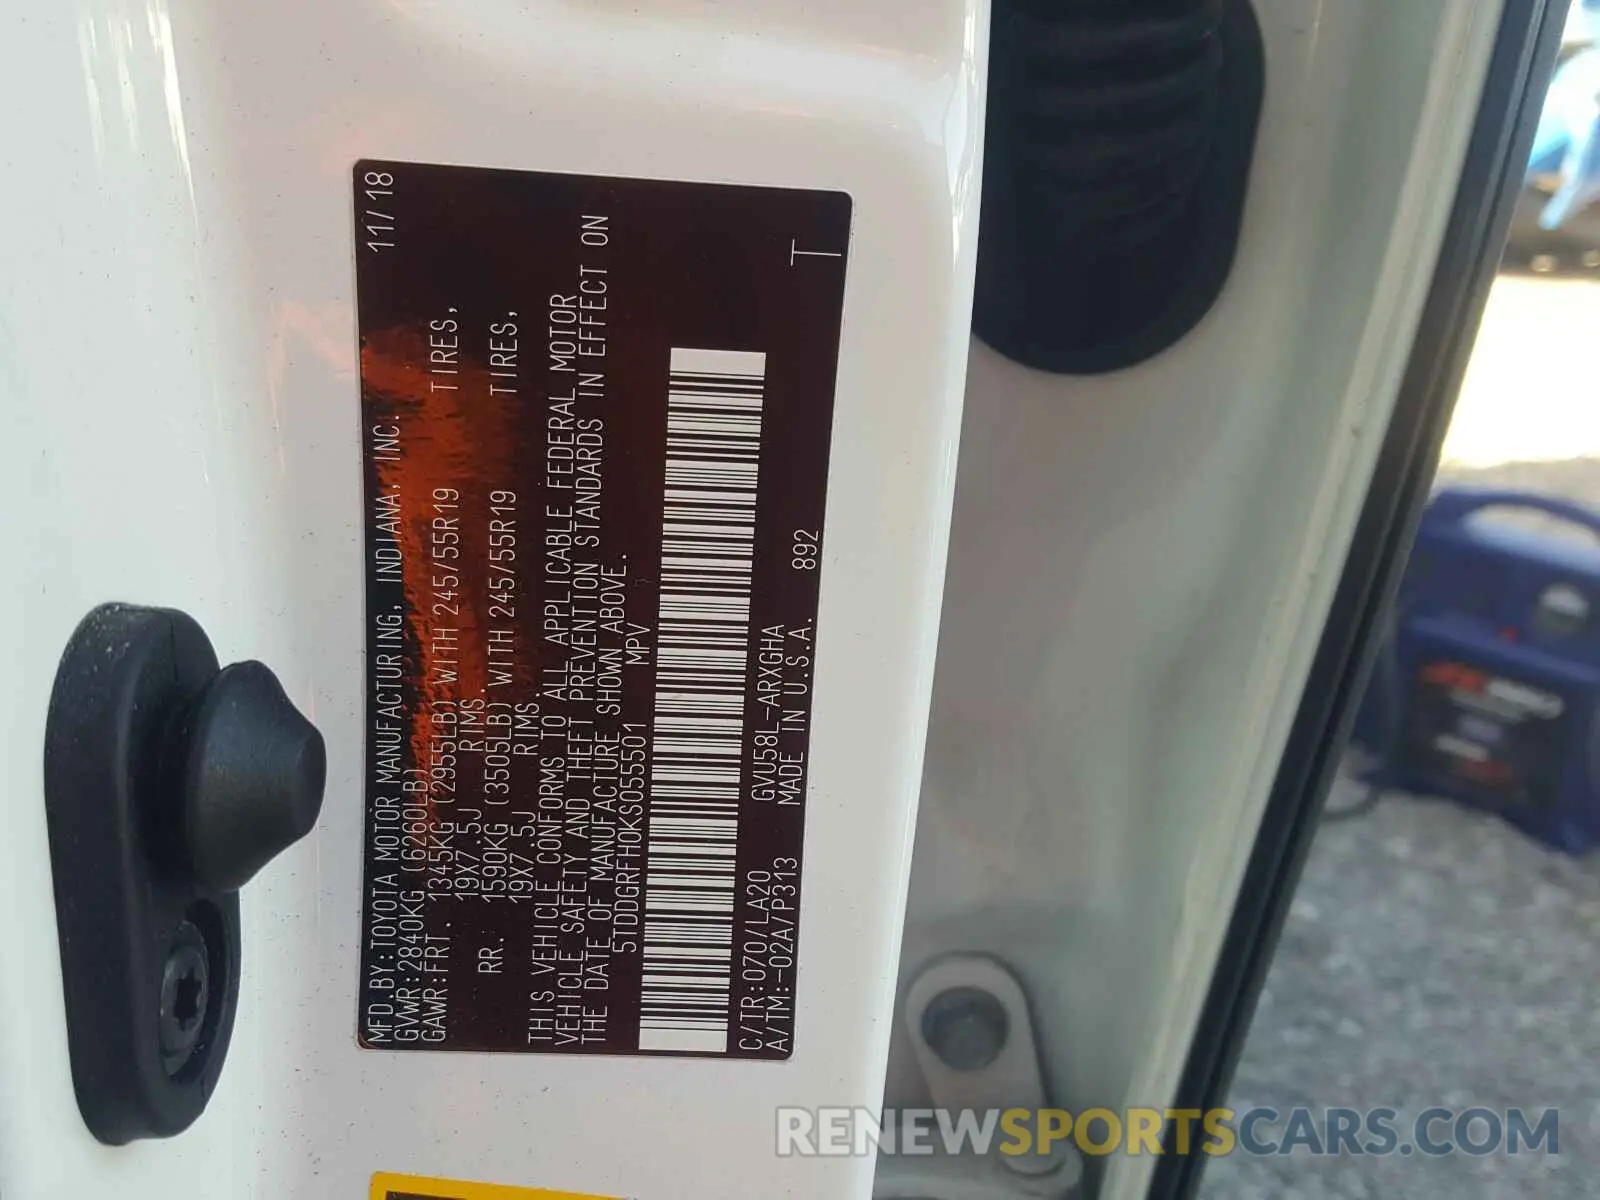 MFD.BY:TOYOTA MOTOR MANUFACTURING, INDIANA, INC. 11/18
GVWR:2840KG (6260LB)
GAWR:FRT. 1345KG (2955LB) WITH 245/55R19 TIRES,
19X7.5J RIMS.
RR. 1590KG (3505LB) WITH 245/55R19 TIRES,
19X7.5J RIMS.
THIS VEHICLE CONFORMS TO ALL APPLICABLE FEDERAL MOTOR
VEHICLE SAFETY AND THEFT PREVENTION STANDARDS IN EFFECT ON
THE DATE OF MANUFACTURE SHOWN ABOVE.
5TDDGRFH0KS055501 MPV
C/TR:070/LA20 GVU58L-ARXGHA
A/TM:-02A/P313 MADE IN U.S.A. 892
T
RENEWSPORTSCARS.COM